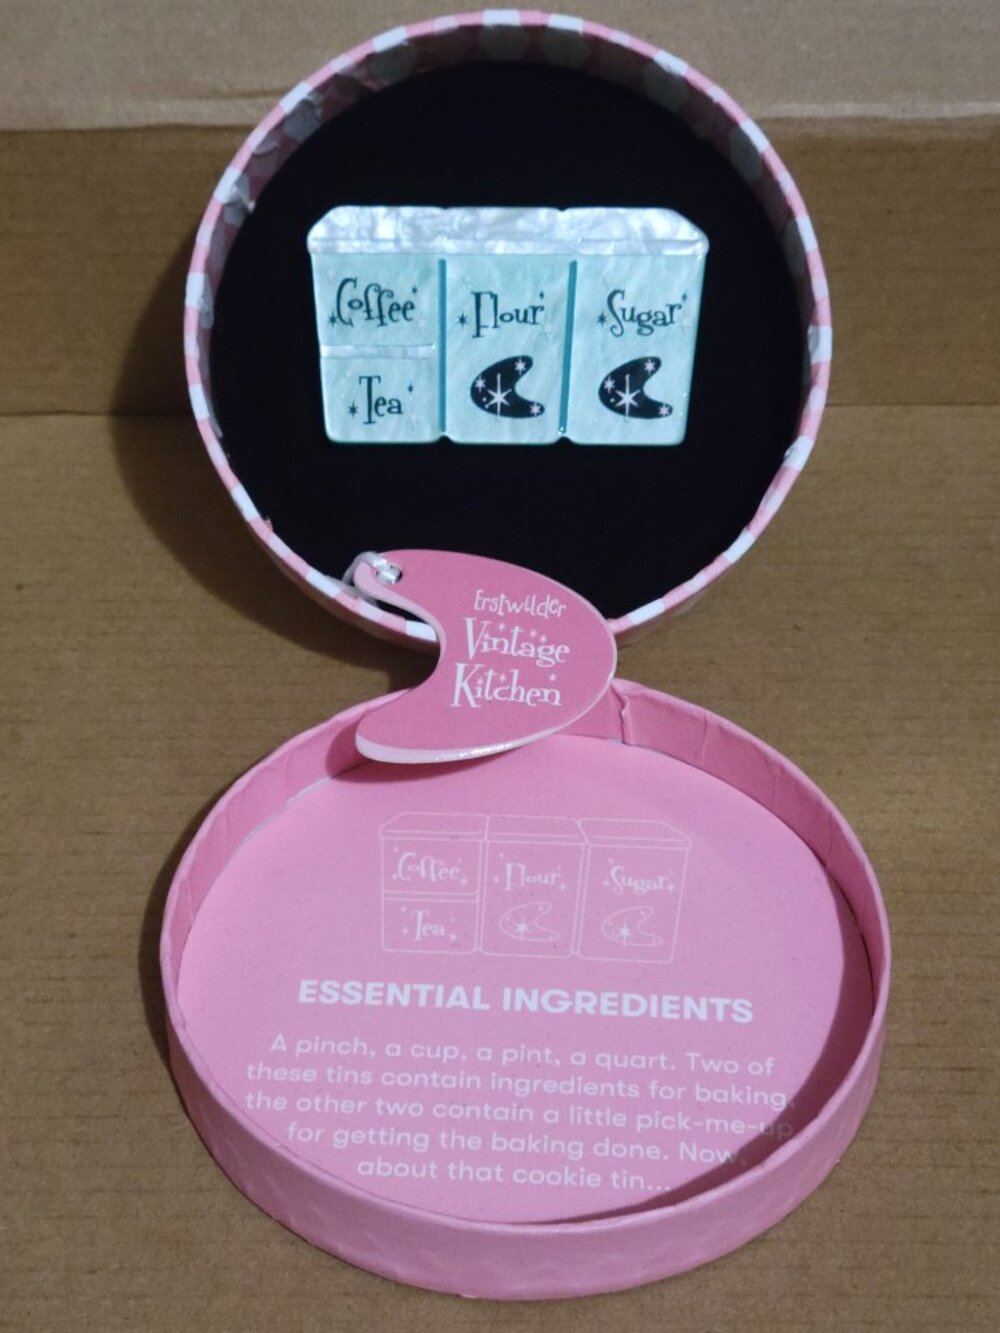 Coffee
Flour
Sugar
Tea
Erstwilder
Vintage
Kitchen
Coffee
Flour
Sugar
Tea
ESSENTIAL INGREDIENTS
A pinch, a cup, a pint, a quart. Two of
these tins contain ingredients for baking,
the other two contain a little pick-me-up
for getting the baking done. Now,
about that cookie tin...